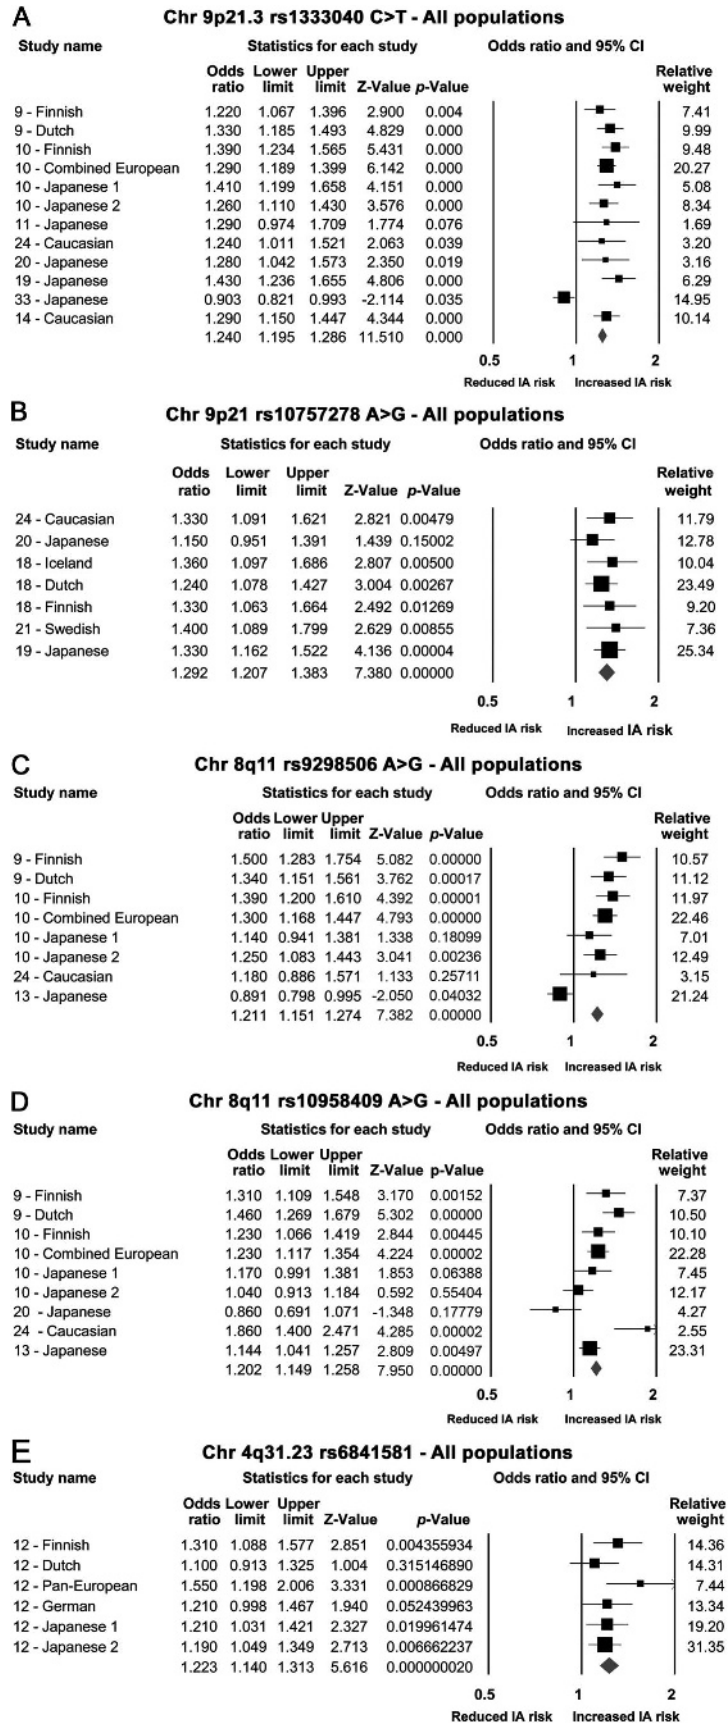 A
Chr 9p21.3 rs1333040 C>T - All populations
Study name Statistics for each study Odds ratio and 95% CI
Odds Lower Upper Relative
ratio limit limit Z-Value p-Value weight
9 - Finnish 1.220 1.067 1.396 2.900 0.004 7.41
9 - Dutch 1.330 1.185 1.493 4.829 0.000 9.99
10 - Finnish 1.390 1.234 1.565 5.431 0.000 9.48
10 - Combined European 1.290 1.189 1.399 6.142 0.000 20.27
10 - Japanese 1 1.410 1.199 1.658 4.151 0.000 5.08
10 - Japanese 2 1.260 1.110 1.430 3.576 0.000 8.34
11 - Japanese 1.290 0.974 1.709 1.774 0.076 1.69
24 - Caucasian 1.240 1.011 1.521 2.063 0.039 3.20
20 - Japanese 1.280 1.042 1.573 2.350 0.019 3.16
19 - Japanese 1.430 1.236 1.655 4.806 0.000 6.29
33 - Japanese 0.903 0.821 0.993 -2.114 0.035 14.95
14 - Caucasian 1.290 1.150 1.447 4.344 0.000 10.14
1.240 1.195 1.286 11.510 0.000
0.5 1 2
Reduced IA risk Increased IA risk
B
Chr 9p21 rs10757278 A>G - All populations
Study name Statistics for each study Odds ratio and 95% CI
Odds Lower Upper Relative
ratio limit limit Z-Value p-Value weight
24 - Caucasian 1.330 1.091 1.621 2.821 0.00479 11.79
20 - Japanese 1.150 0.951 1.391 1.439 0.15002 12.78
18 - Iceland 1.360 1.097 1.686 2.807 0.00500 10.04
18 - Dutch 1.240 1.078 1.427 3.004 0.00267 23.49
18 - Finnish 1.330 1.063 1.664 2.492 0.01269 9.20
21 - Swedish 1.400 1.089 1.799 2.629 0.00855 7.36
19 - Japanese 1.330 1.162 1.522 4.136 0.00004 25.34
1.292 1.207 1.383 7.380 0.00000
0.5 1 2
Reduced IA risk Increased IA risk
C
Chr 8q11 rs9298506 A>G - All populations
Study name Statistics for each study Odds ratio and 95% CI
Odds Lower Upper Relative
ratio limit limit Z-Value p-Value weight
9 - Finnish 1.500 1.283 1.754 5.082 0.00000 10.57
9 - Dutch 1.340 1.151 1.561 3.762 0.00017 11.12
10 - Finnish 1.390 1.200 1.610 4.392 0.00001 11.97
10 - Combined European 1.300 1.168 1.447 4.793 0.00000 22.46
10 - Japanese 1 1.140 0.941 1.381 1.338 0.18099 7.01
10 - Japanese 2 1.250 1.083 1.443 3.041 0.00236 12.49
24 - Caucasian 1.180 0.886 1.571 1.133 0.25711 3.15
13 - Japanese 0.891 0.798 0.995 -2.050 0.04032 21.24
1.211 1.151 1.274 7.382 0.00000
0.5 1 2
Reduced IA risk Increased IA risk
D
Chr 8q11 rs10958409 A>G - All populations
Study name Statistics for each study Odds ratio and 95% CI
Odds Lower Upper Relative
ratio limit limit Z-Value p-Value weight
9 - Finnish 1.310 1.109 1.548 3.170 0.00152 7.37
9 - Dutch 1.460 1.269 1.679 5.302 0.00000 10.50
10 - Finnish 1.230 1.066 1.419 2.844 0.00445 10.10
10 - Combined European 1.230 1.117 1.354 4.224 0.00002 22.28
10 - Japanese 1 1.170 0.991 1.381 1.853 0.06388 7.45
10 - Japanese 2 1.040 0.913 1.184 0.592 0.55404 12.17
20 - Japanese 0.860 0.691 1.071 -1.348 0.17779 4.27
24 - Caucasian 1.860 1.400 2.471 4.285 0.00002 2.55
13 - Japanese 1.144 1.041 1.257 2.809 0.00497 23.31
1.202 1.149 1.258 7.950 0.00000
0.5 1 2
Reduced IA risk Increased IA risk
E
Chr 4q31.23 rs6841581 - All populations
Study name Statistics for each study Odds ratio and 95% CI
Odds Lower Upper Relative
ratio limit limit Z-Value p-Value weight
12 - Finnish 1.310 1.088 1.577 2.851 0.004355934 14.36
12 - Dutch 1.100 0.913 1.325 1.004 0.315146890 14.31
12 - Pan-European 1.550 1.198 2.006 3.331 0.000866829 7.44
12 - German 1.210 0.998 1.467 1.940 0.052439963 13.34
12 - Japanese 1 1.210 1.031 1.421 2.327 0.019961474 19.20
12 - Japanese 2 1.190 1.049 1.349 2.713 0.006662237 31.35
1.223 1.140 1.313 5.616 0.000000020
0.5 1 2
Reduced IA risk Increased IA risk